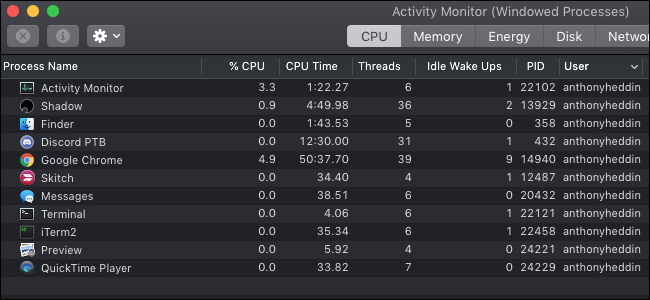 Activity Monitor (Windowed Processes)
CPU Memory Energy Disk Netwo
Process Name % CPU CPU Time Threads Idle Wake Ups PID User
Activity Monitor 3.3 1:22.27 6 1 22102 anthonyheddin
Shadow 0.9 4:49.98 36 2 13929 anthonyheddin
Finder 0.0 1:43.53 5 0 358 anthonyheddin
Discord PTB 0.0 12:30.00 31 1 432 anthonyheddin
Google Chrome 4.9 50:37.70 39 9 14940 anthonyheddin
Skitch 0.0 34.40 4 1 12487 anthonyheddin
Messages 0.0 38.51 6 0 20432 anthonyheddin
Terminal 0.0 4.06 6 1 22121 anthonyheddin
iTerm2 0.0 35.34 6 1 22458 anthonyheddin
Preview 0.0 5.92 4 0 24221 anthonyheddin
QuickTime Player 0.0 33.82 7 0 24229 anthonyheddin